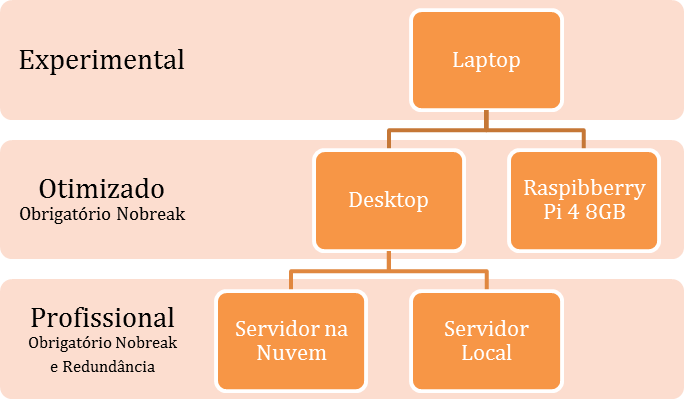 Experimental
Laptop
Otimizado
Obrigatório Nobreak
Desktop
Raspibberry
Pi 4 8GB
Profissional
Obrigatório Nobreak
e Redundância
Servidor na
Nuvem
Servidor
Local